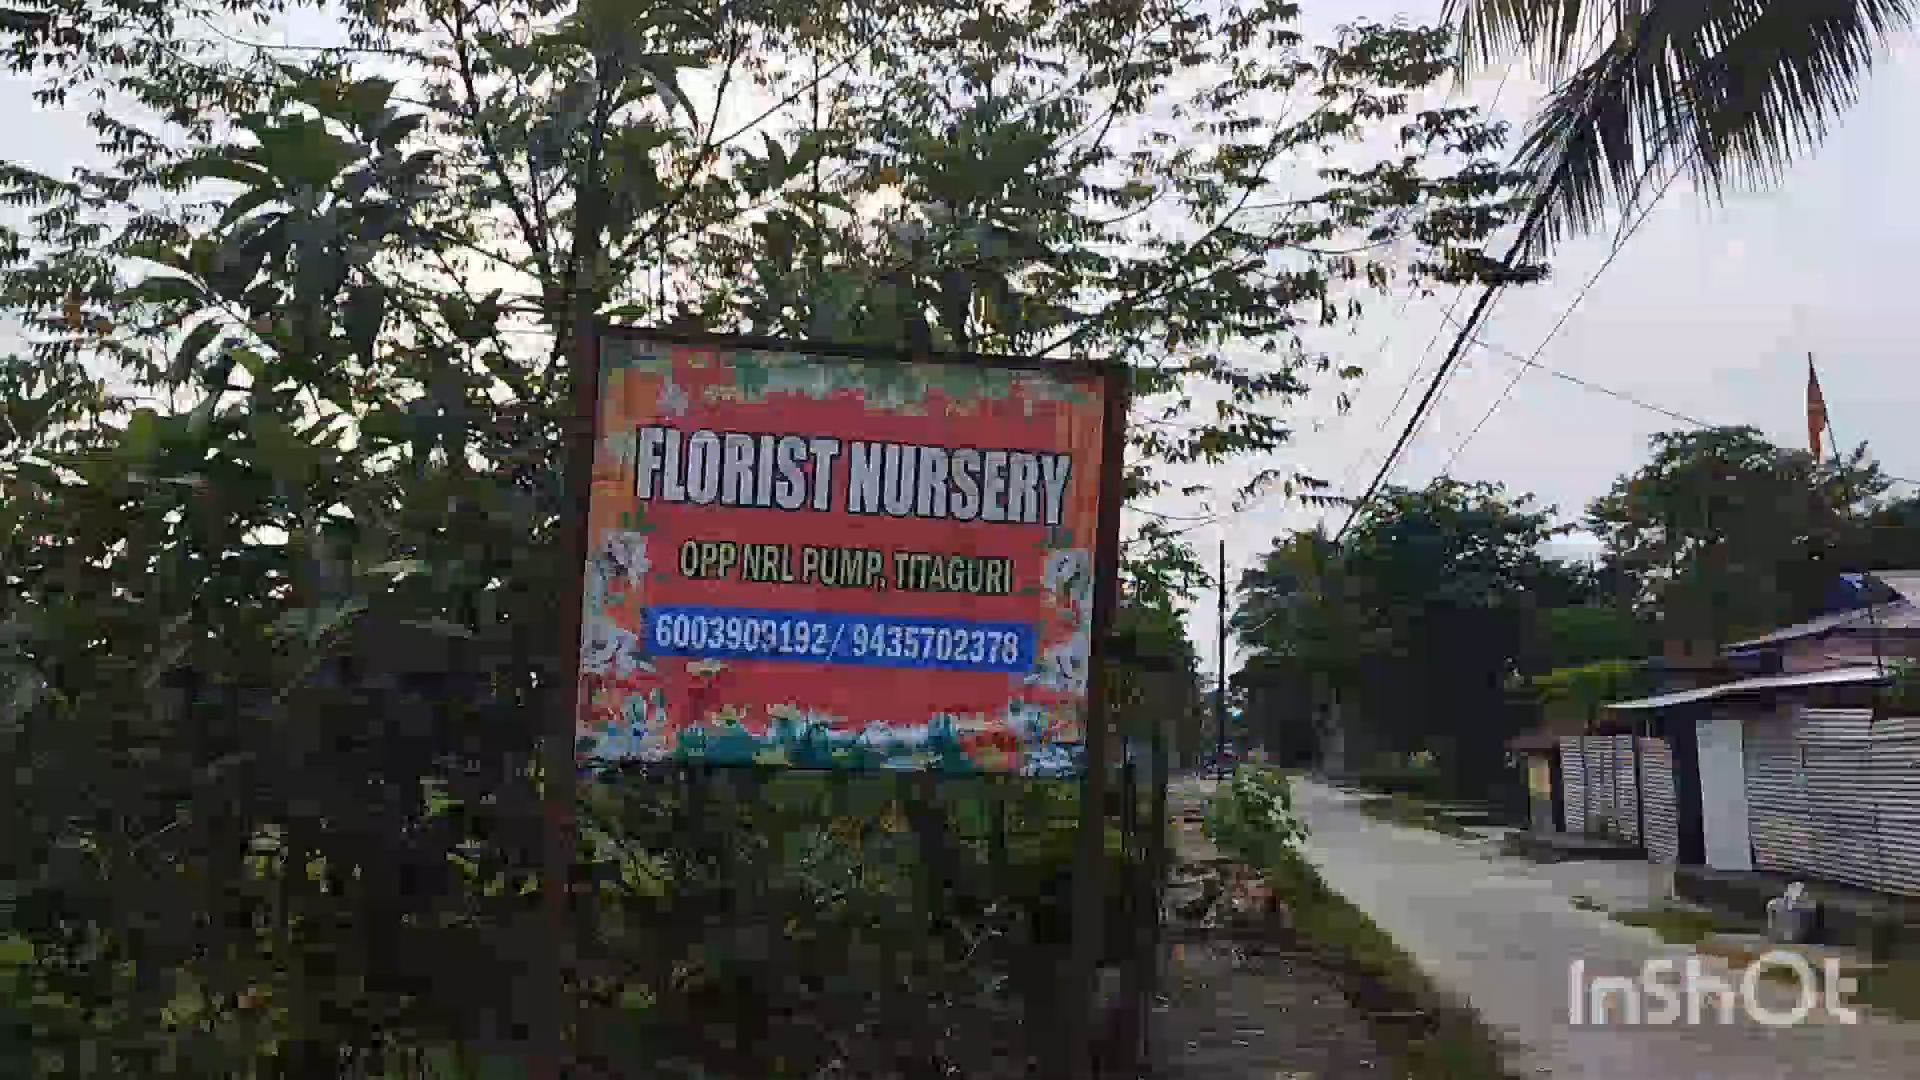 FLORIST NURSERY
OPP NRL PUMP, TITAGURI
6003909192/ 9435702378
InShOt